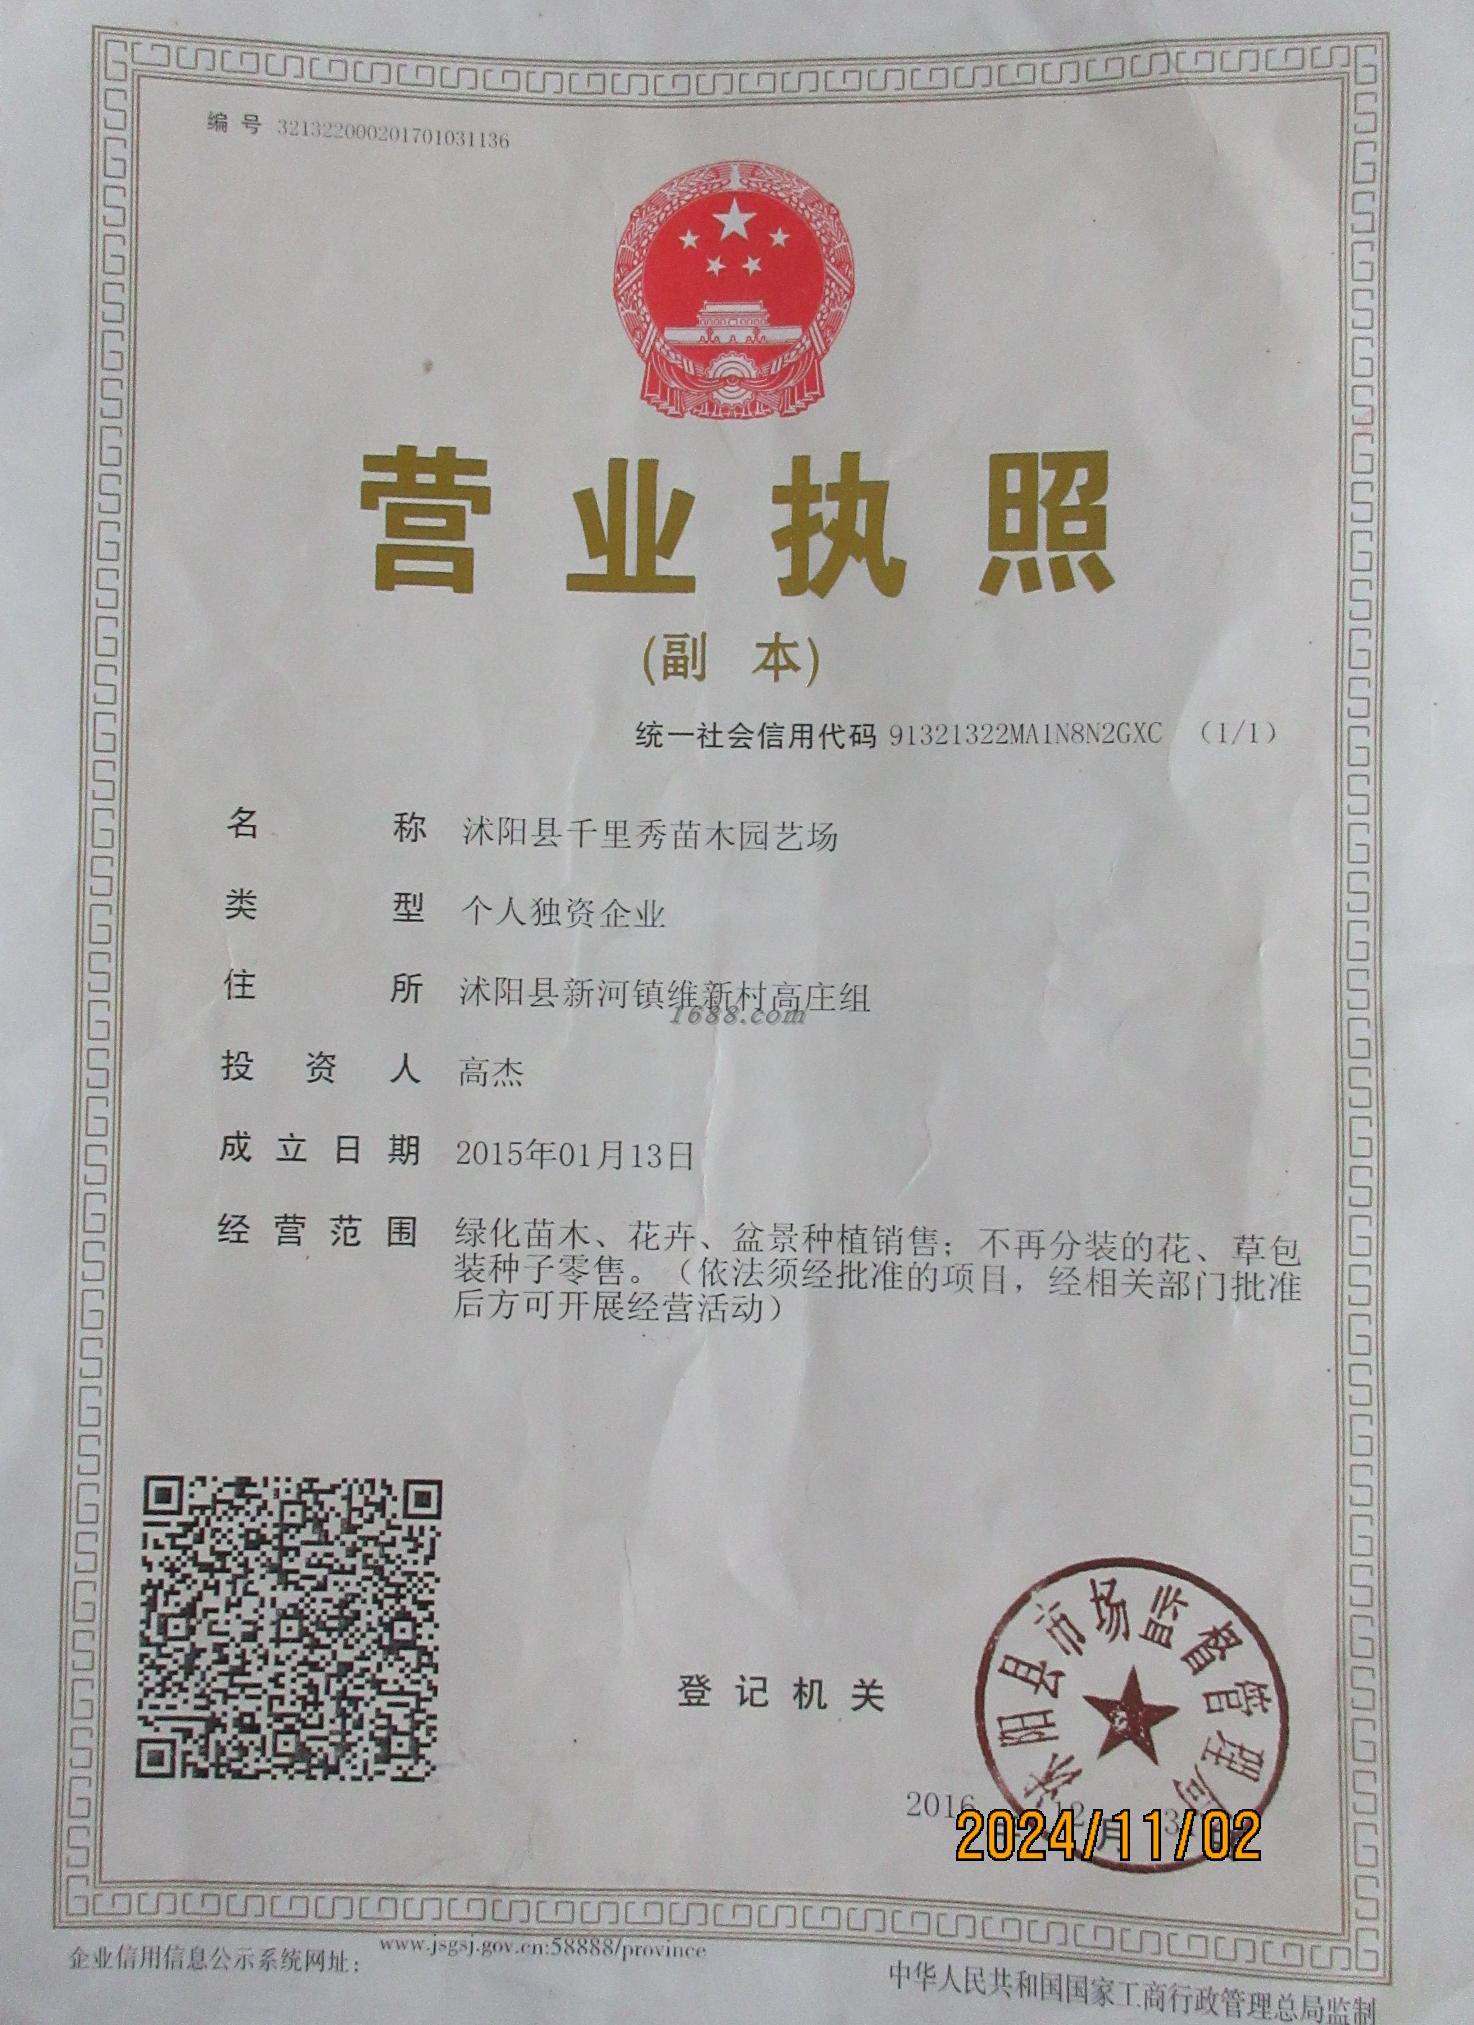 编号 321322000201701031136
营业执照
(副本)
统一社会信用代码 91321322MA1N8N2GXC （1/1）
名称 沭阳县千里秀苗木园艺场
类型 个人独资企业
住所 沭阳县新河镇维新村高庄组
1688.com
投资人 高杰
成立日期 2015年01月13日
经营范围 绿化苗木、花卉、盆景种植销售；不再分装的花、草包
装种子零售。（依法须经批准的项目，经相关部门批准
后方可开展经营活动）
登记机关
沭阳县市场监督管理局
2016 12月
2024/11/02
企业信用信息公示系统网址： www.jsgsj.gov.cn:58888/province
中华人民共和国国家工商行政管理总局监制